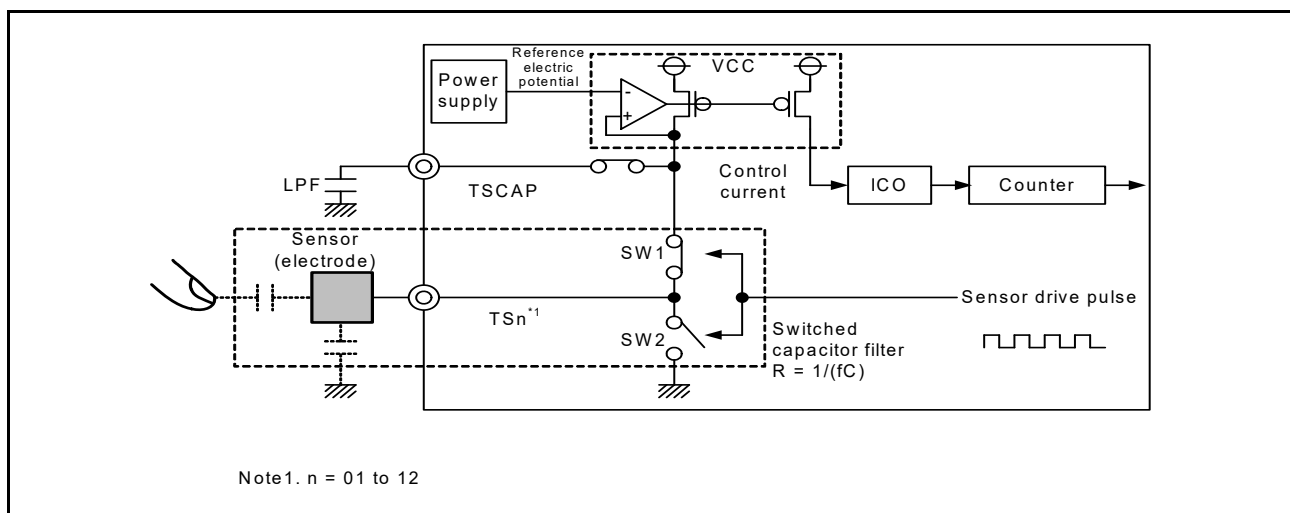 Power
supply
Reference
electric
potential
VCC
-
+
LPF
TSCAP
Control
current
ICO
Counter
Sensor
(electrode)
SW1
TSn*1
SW2
Sensor drive pulse
Switched
capacitor filter
R = 1/(fC)
Note1. n = 01 to 12